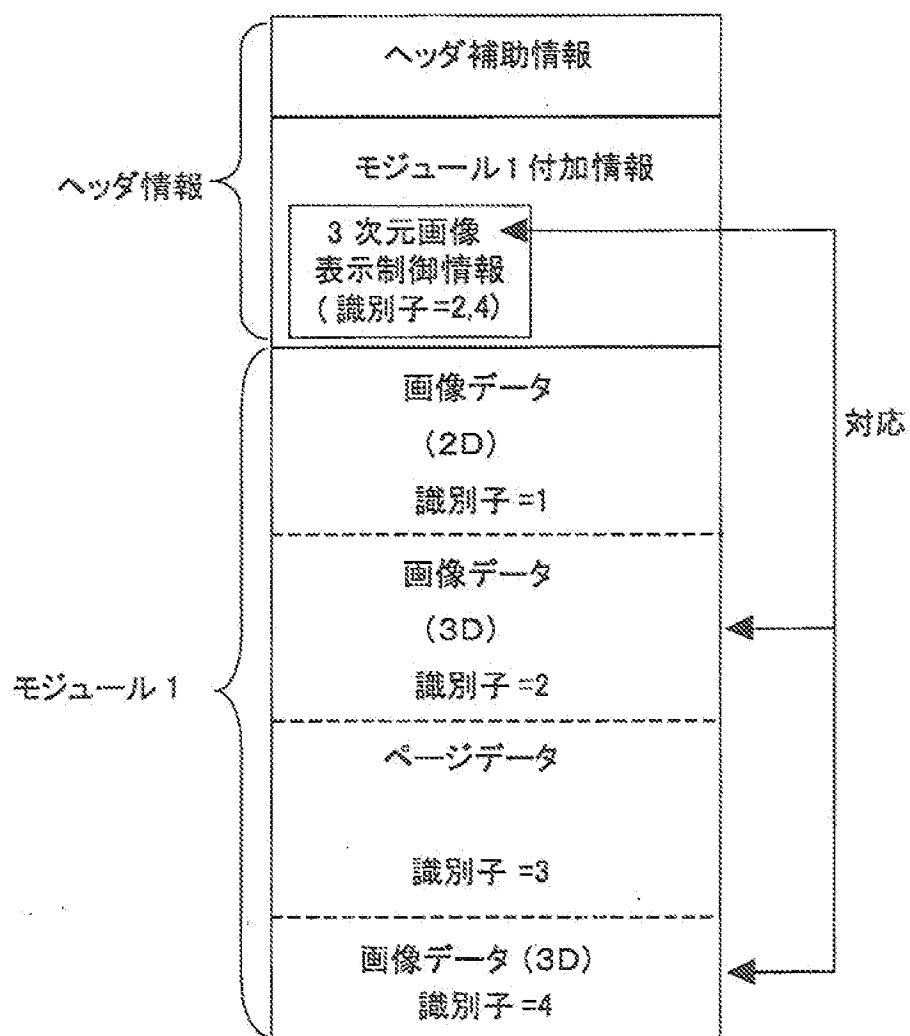 ヘッダ補助情報
ヘッダ情報
モジュール1付加情報
3次元画像
表示制御情報
(識別子=2,4)
対応
画像データ
(2D)
識別子=1
画像データ
(3D)
識別子=2
モジュール1
ページデータ
識別子=3
画像データ(3D)
識別子=4